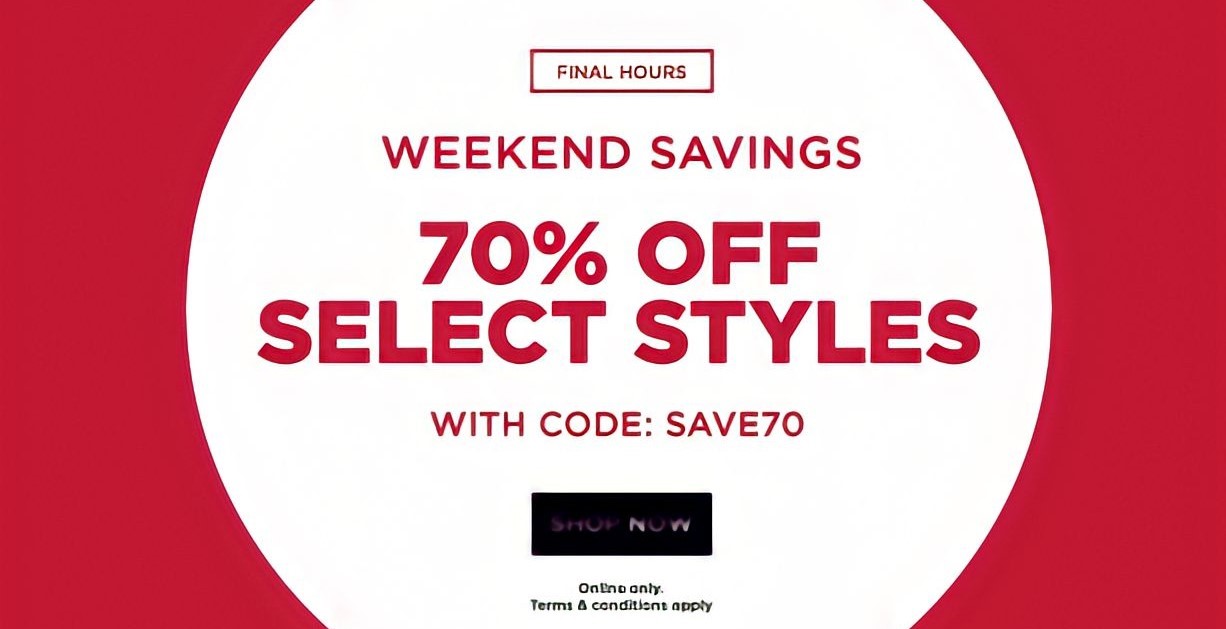 FINAL HOURS
WEEKEND SAVINGS
70% OFF
SELECT STYLES
WITH CODE: SAVE70
SHOP NOW
Online only.
Terms & conditions apply